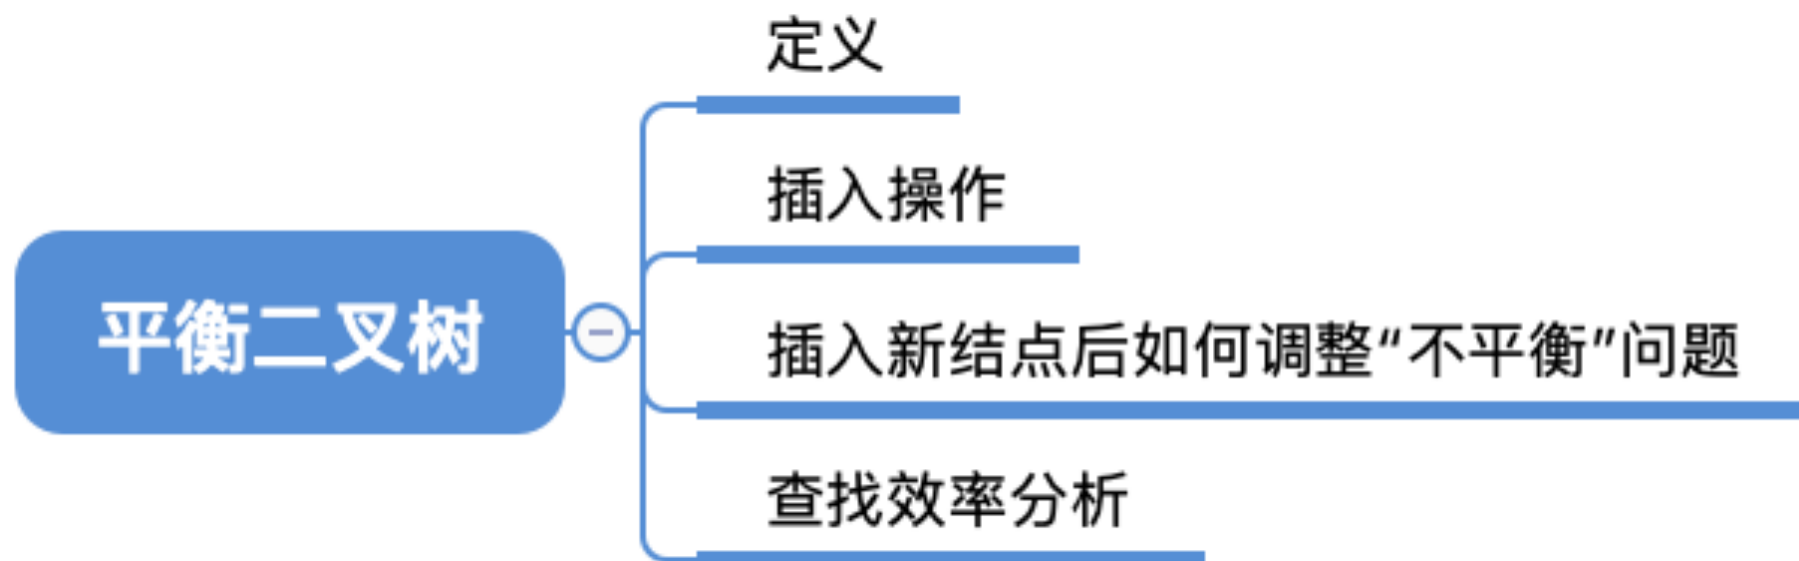 定义
插入操作
平衡二叉树
插入新结点后如何调整“不平衡”问题
查找效率分析